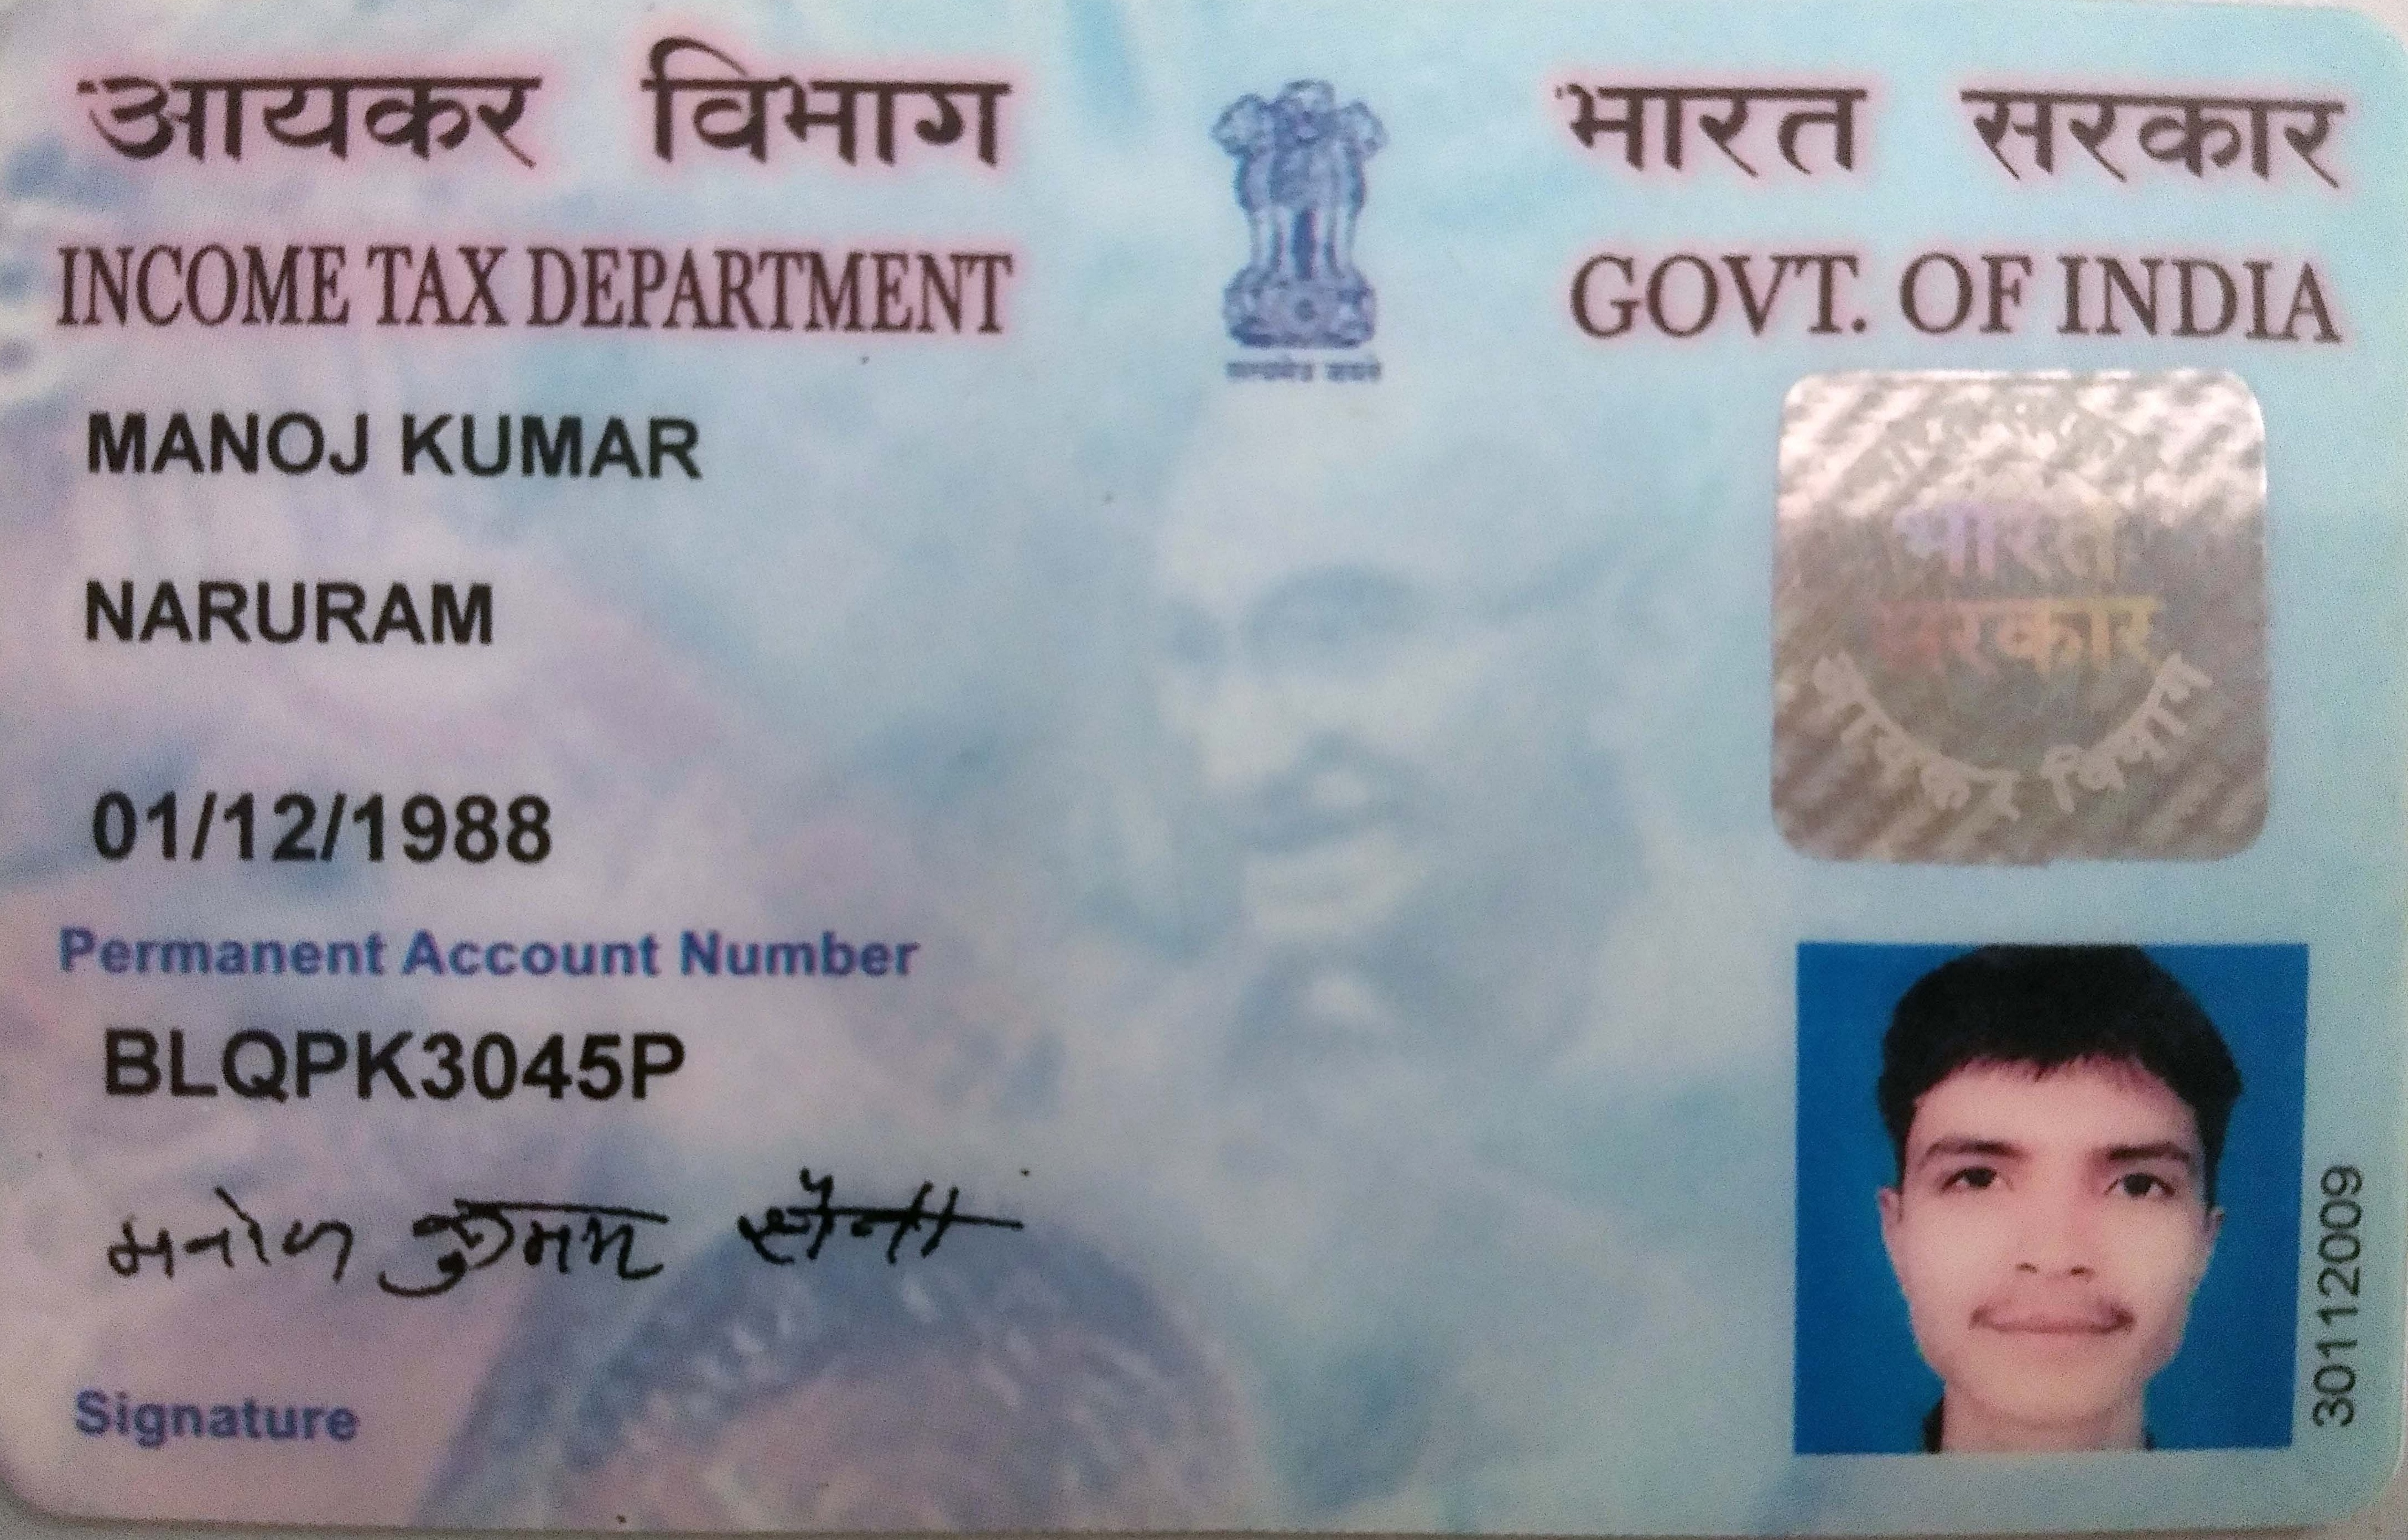 आयकर विभाग
INCOME TAX DEPARTMENT
भारत सरकार
GOVT. OF INDIA
सत्यमेव जयते
MANOJ KUMAR
NARURAM
01/12/1988
Permanent Account Number
BLQPK3045P
मनोज कुमार सैनी
Signature
भारत
सरकार
आयकर विभाग
30112009